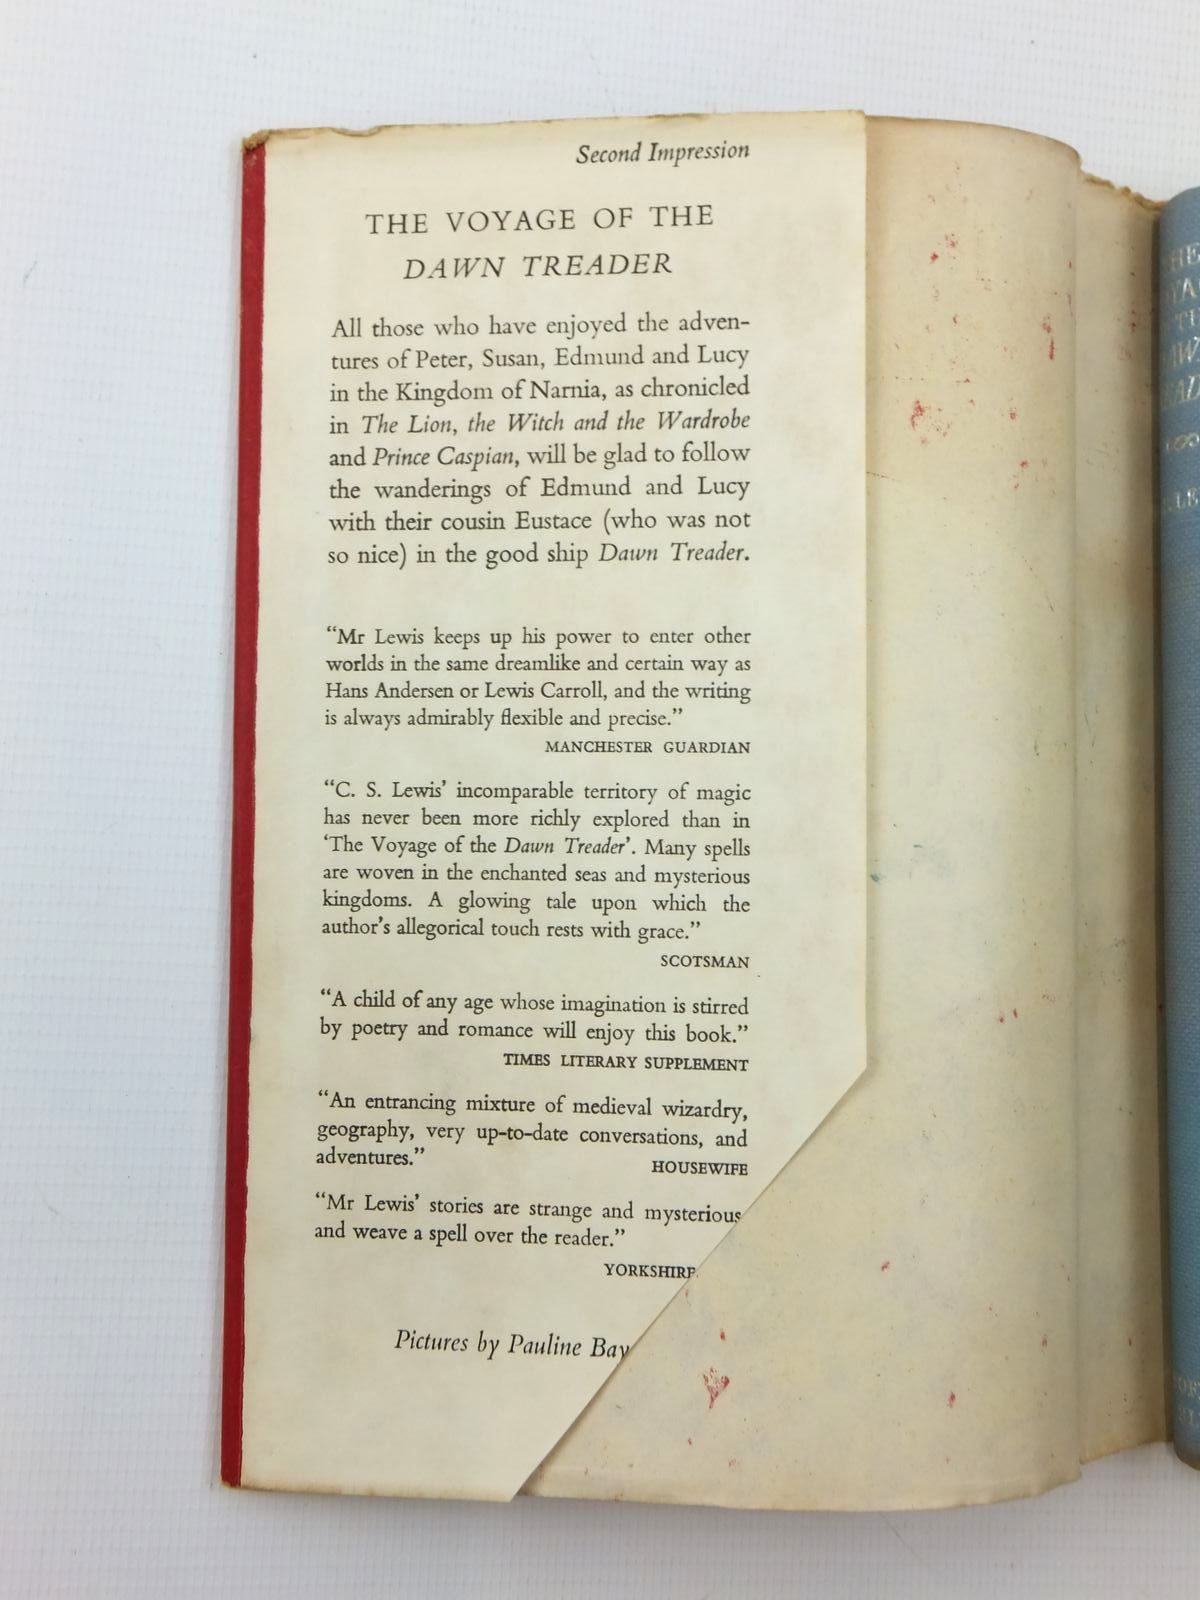 Second Impression
THE VOYAGE OF THE
DAWN TREADER
All those who have enjoyed the adven-
tures of Peter, Susan, Edmund and Lucy
in the Kingdom of Narnia, as chronicled
in The Lion, the Witch and the Wardrobe
and Prince Caspian, will be glad to follow
the wanderings of Edmund and Lucy
with their cousin Eustace (who was not
so nice) in the good ship Dawn Treader.
“Mr Lewis keeps up his power to enter other
worlds in the same dreamlike and certain way as
Hans Andersen or Lewis Carroll, and the writing
is always admirably flexible and precise.”
MANCHESTER GUARDIAN
“C. S. Lewis’ incomparable territory of magic
has never been more richly explored than in
‘The Voyage of the Dawn Treader’. Many spells
are woven in the enchanted seas and mysterious
kingdoms. A glowing tale upon which the
author’s allegorical touch rests with grace.”
SCOTSMAN
“A child of any age whose imagination is stirred
by poetry and romance will enjoy this book.”
TIMES LITERARY SUPPLEMENT
“An entrancing mixture of medieval wizardry,
geography, very up-to-date conversations, and
adventures.”
HOUSEWIFE
“Mr Lewis’ stories are strange and mysterious
and weave a spell over the reader.”
YORKSHIRE
Pictures by Pauline Bay